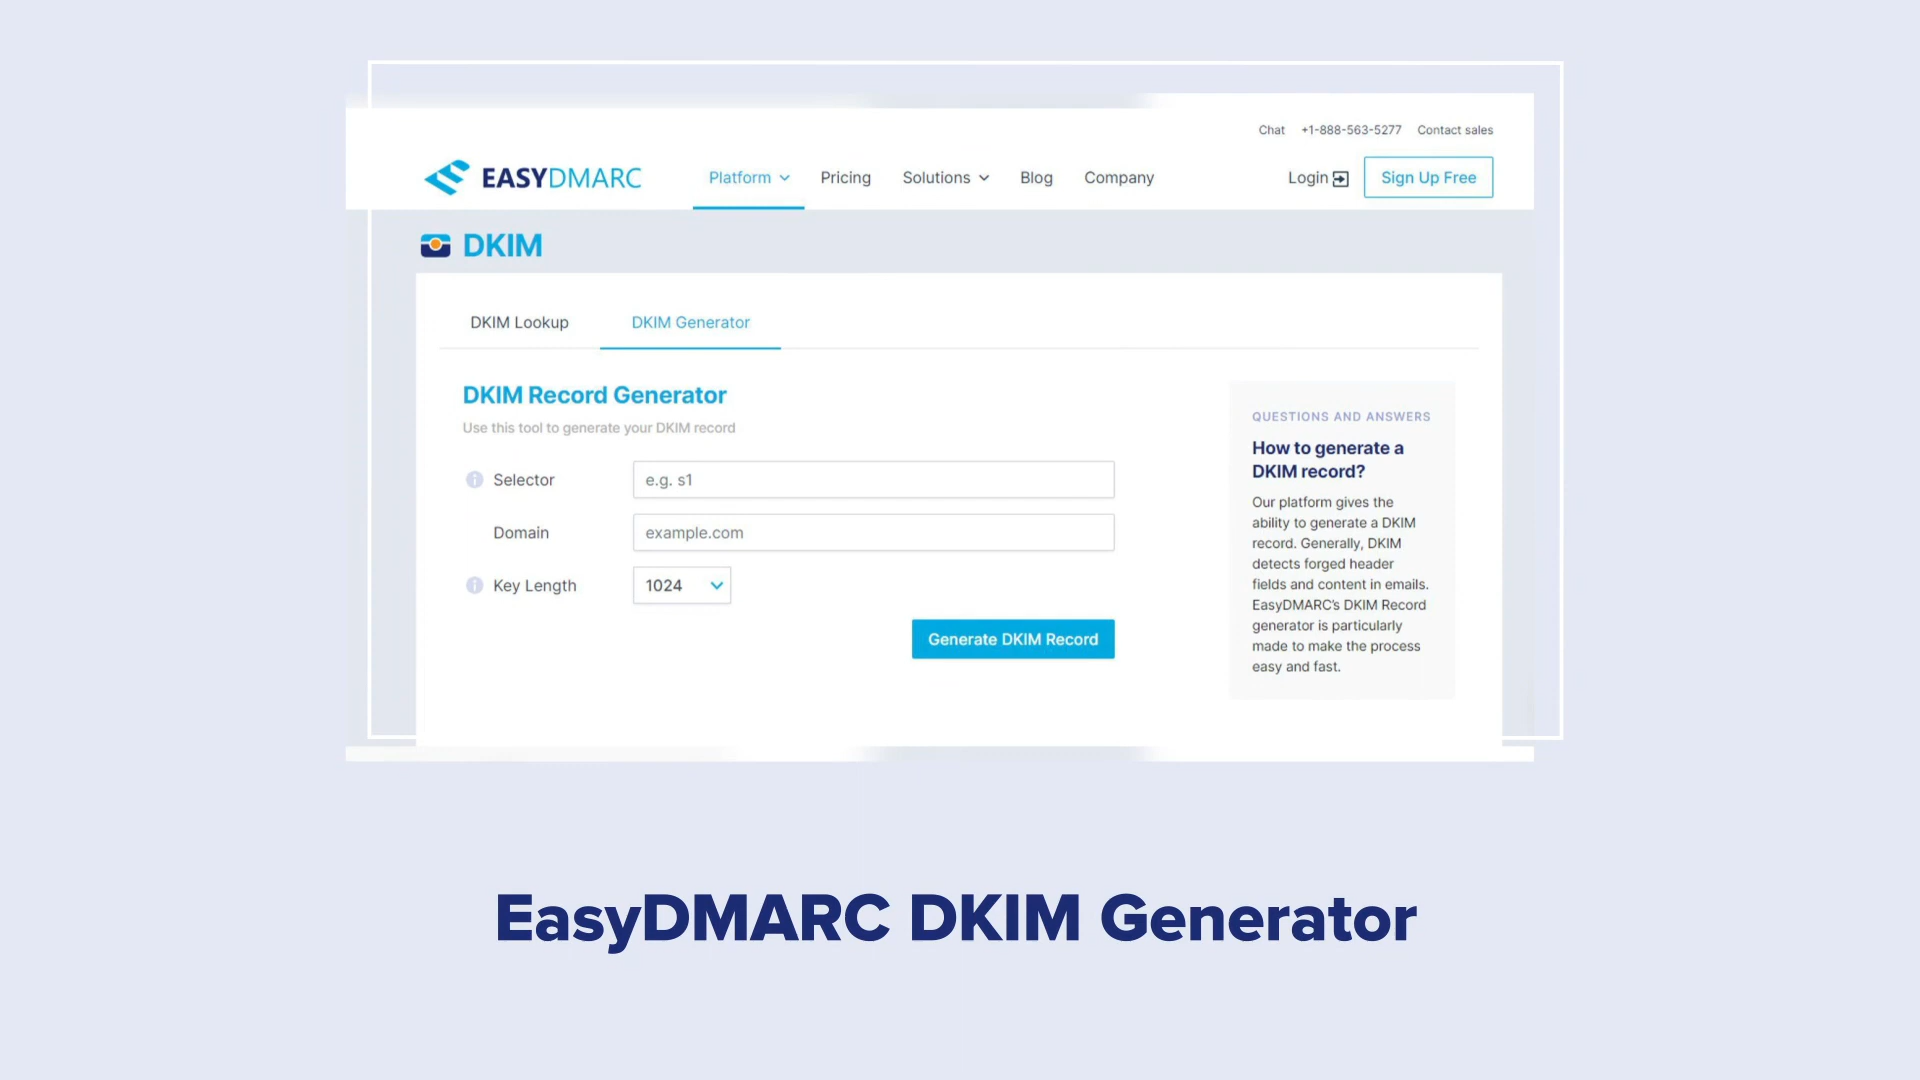 Chat +1-888-563-5277 Contact sales
EASYDMARC Platform Pricing Solutions Blog Company Login Sign Up Free
DKIM
DKIM Lookup DKIM Generator
DKIM Record Generator
Use this tool to generate your DKIM record
Selector e.g. s1
Domain example.com
Key Length 1024
Generate DKIM Record
QUESTIONS AND ANSWERS
How to generate a
DKIM record?
Our platform gives the
ability to generate a DKIM
record. Generally, DKIM
detects forged header
fields and content in emails.
EasyDMARC's DKIM Record
generator is particularly
made to make the process
easy and fast.
EasyDMARC DKIM Generator